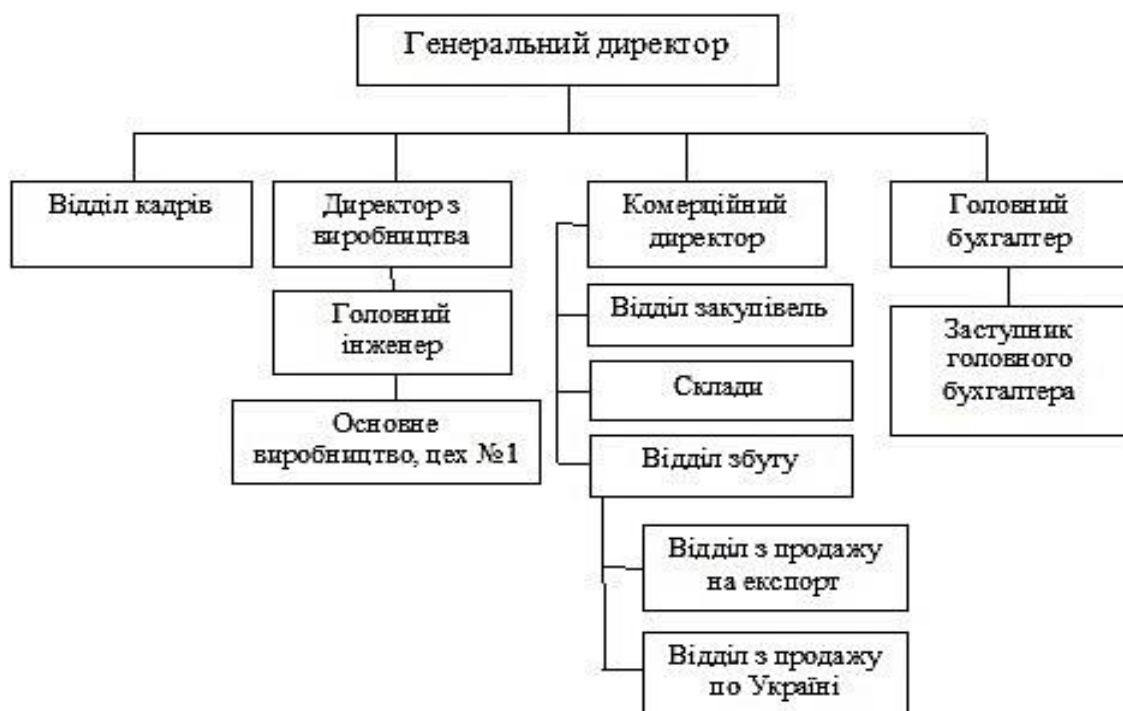 Генеральний директор
Відділ кадрів
Директор з
виробництва
Комерційний
директор
Головний
бухгалтер
Головний
інженер
Відділ закупівель
Заступник
головного
бухгалтера
Склади
Основне
виробництво, цех №1
Відділ збуту
Відділ з продажу
на експорт
Відділ з продажу
по Україні